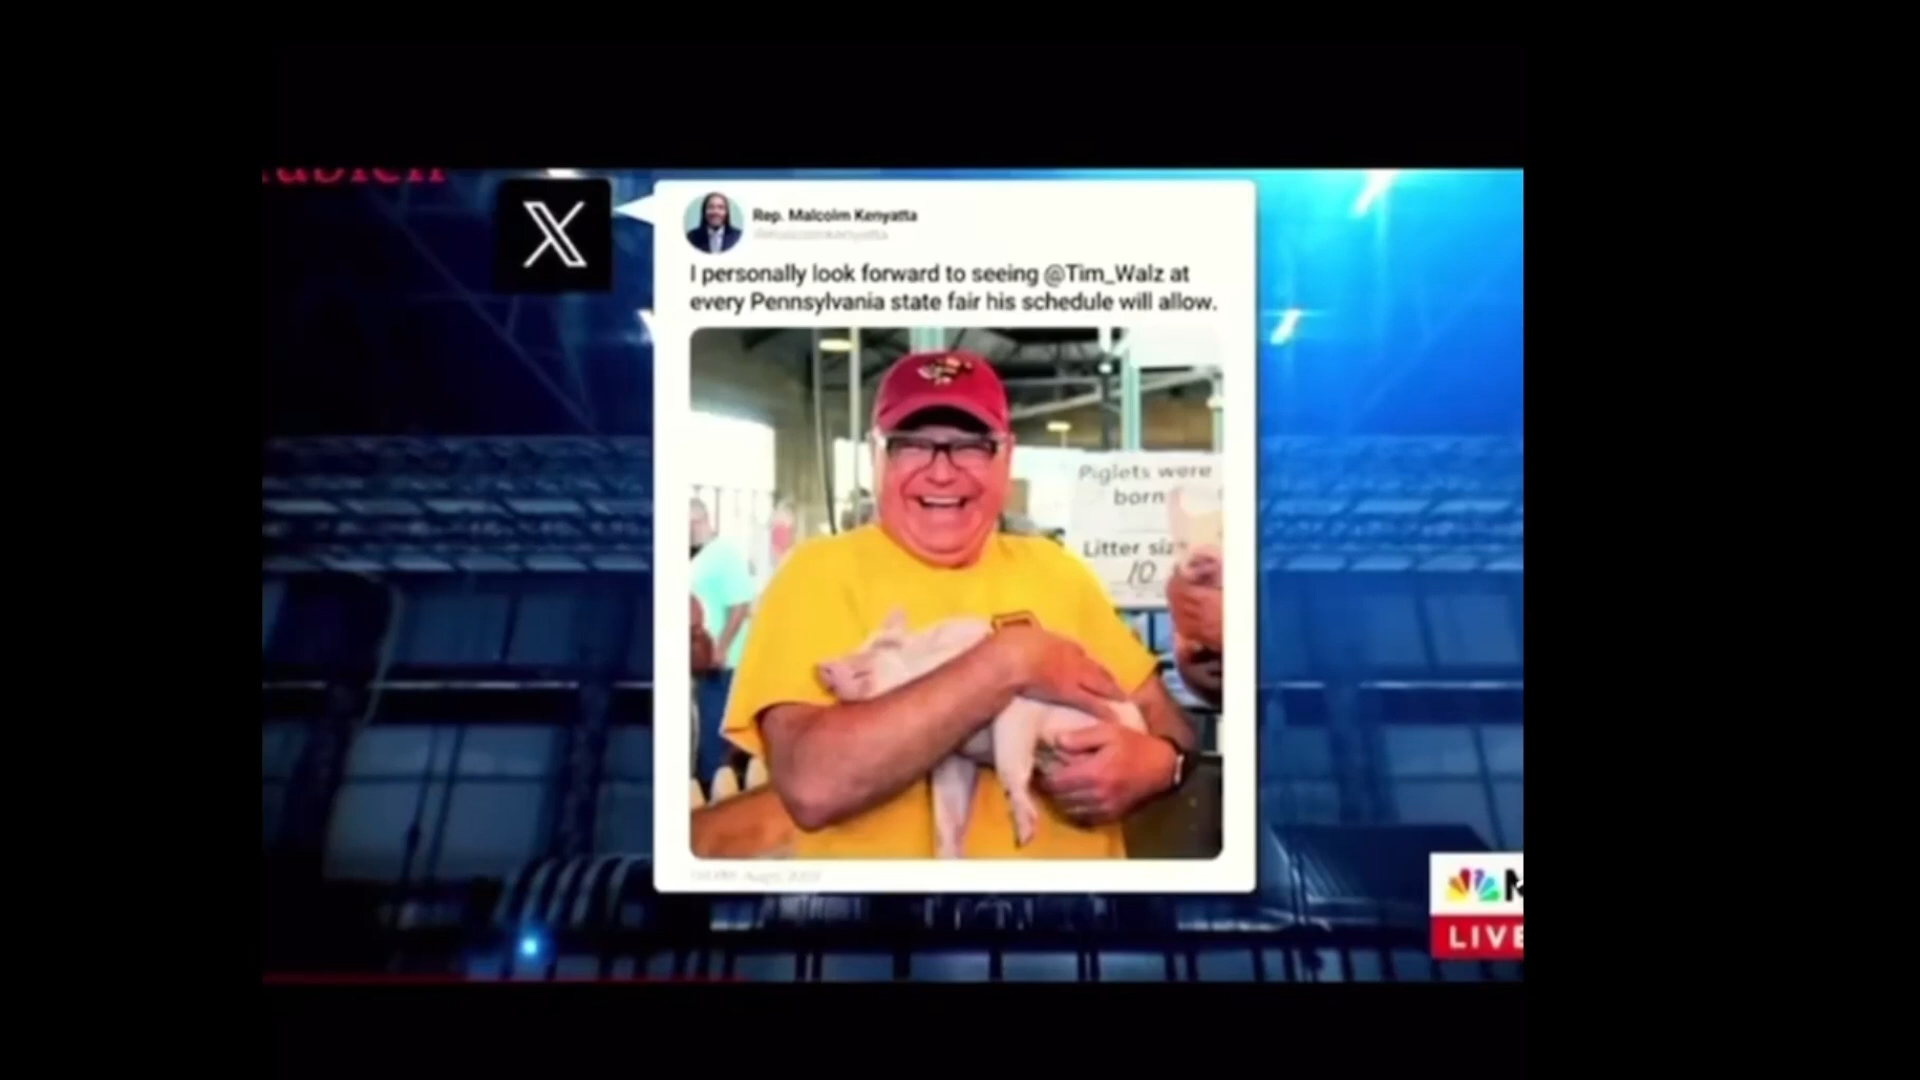 X
Rep. Malcolm Kenyatta
I personally look forward to seeing @Tim_Walz at
every Pennsylvania state fair his schedule will allow.
Piglets were
born
Litter size
10
LIVE